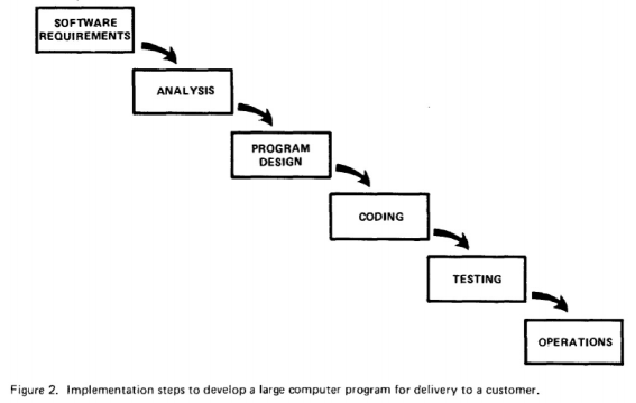 SOFTWARE
REQUIREMENTS
ANALYSIS
PROGRAM
DESIGN
CODING
TESTING
OPERATIONS
Figure 2. Implementation steps to develop a large computer program for delivery to a customer.